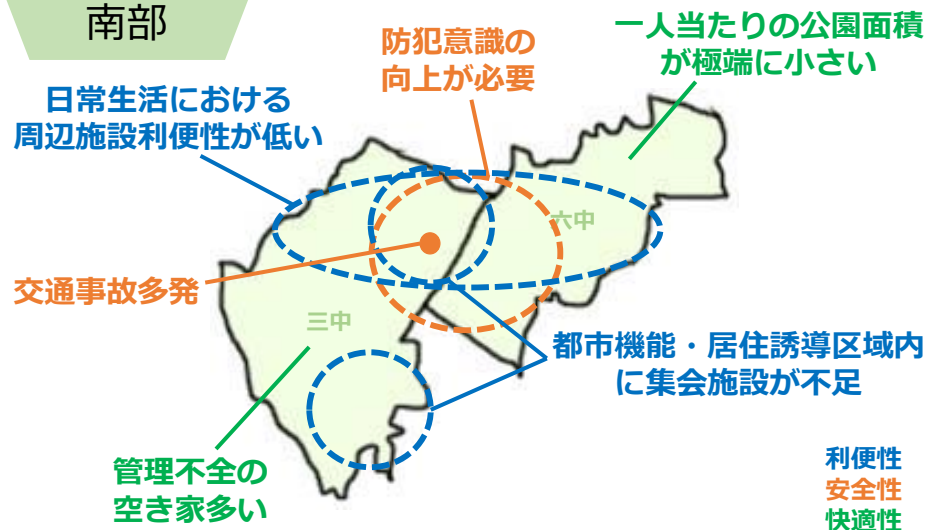 南部
防犯意識の
向上が必要
一人当たりの公園面積
が極端に小さい
日常生活における
周辺施設利便性が低い
六中
交通事故多発
三中
都市機能・居住誘導区域内
に集会施設が不足
管理不全の
空き家多い
利便性
安全性
快適性